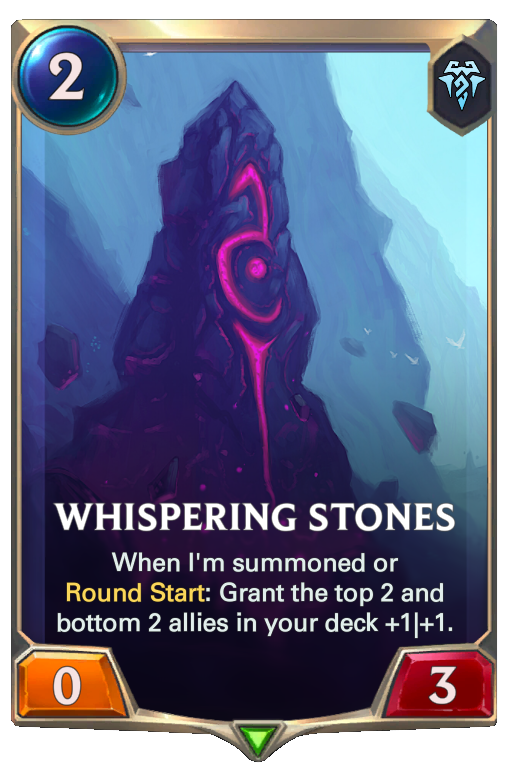 2
WHISPERING STONES
When I'm summoned or
Round Start: Grant the top 2 and
bottom 2 allies in your deck +1|+1.
0
3